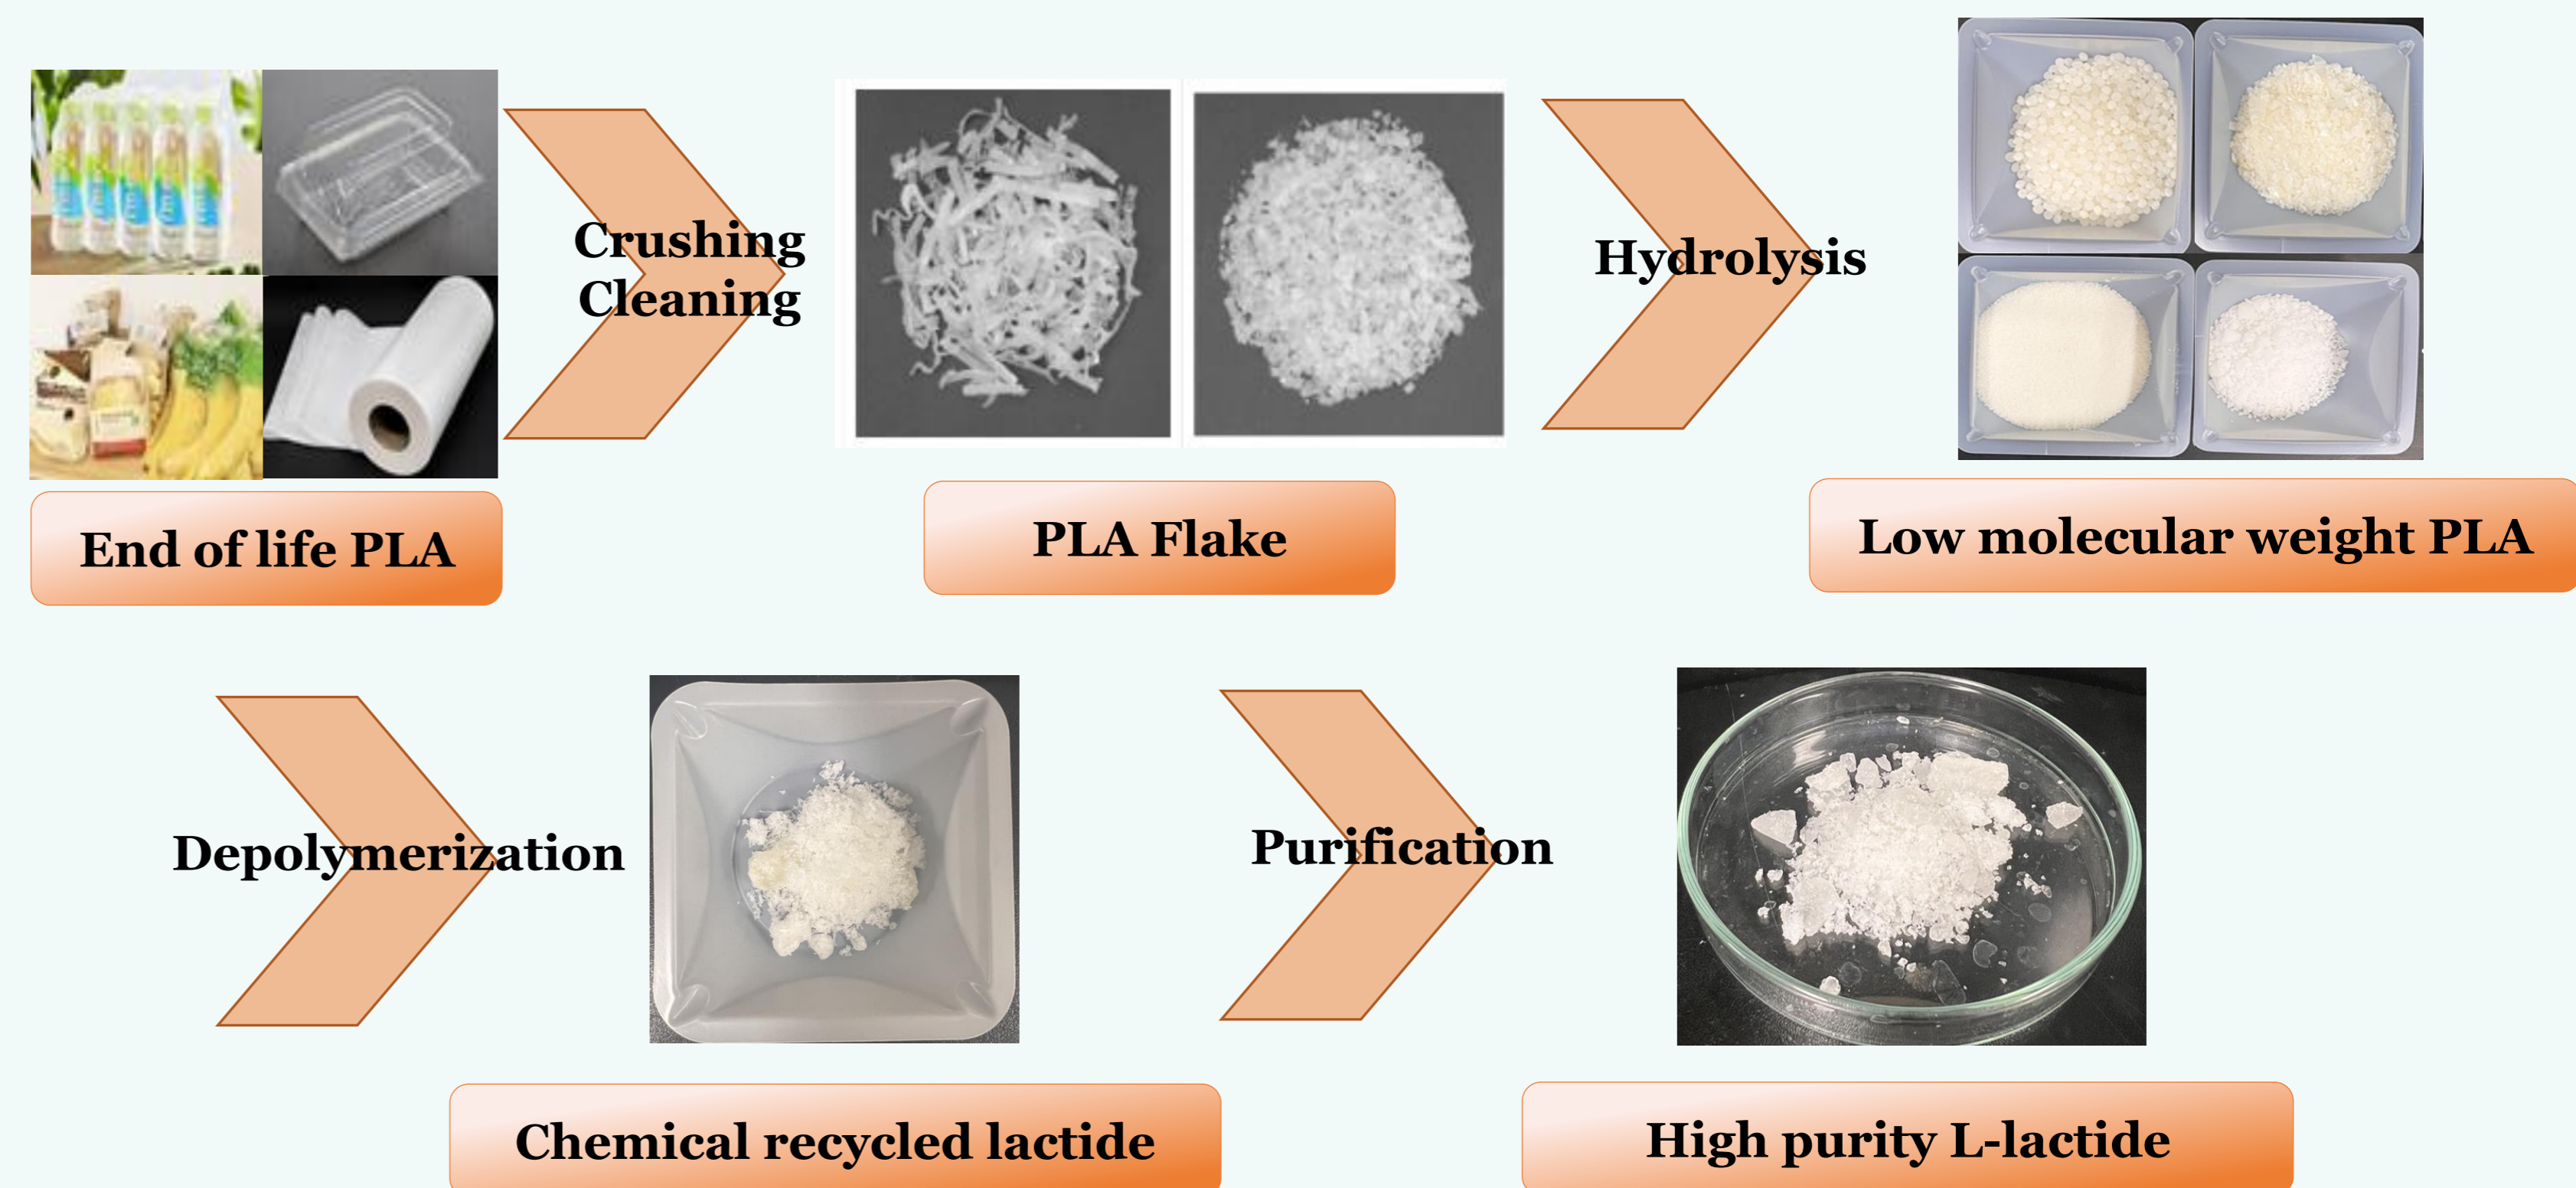 Crushing
Cleaning
Hydrolysis
End of life PLA
PLA Flake
Low molecular weight PLA
Depolymerization
Purification
Chemical recycled lactide
High purity L-lactide